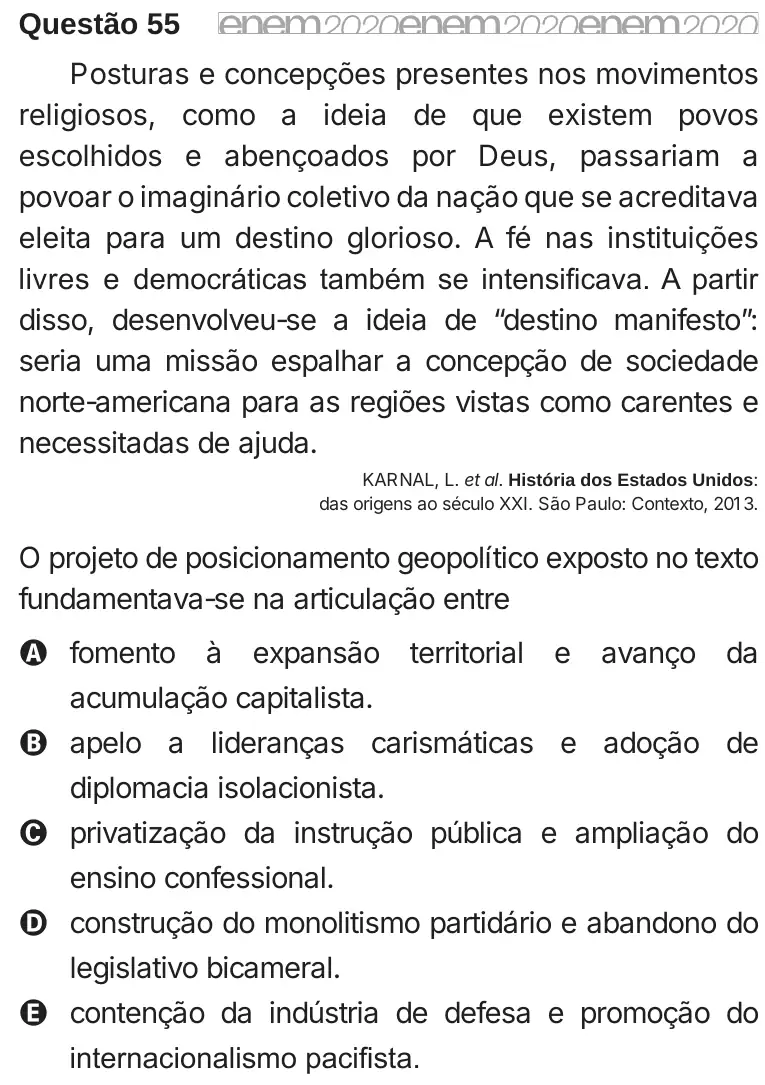 Questão 55 enem2020enem2020enem2020
Posturas e concepções presentes nos movimentos
religiosos, como a ideia de que existem povos
escolhidos e abençoados por Deus, passariam a
povoar o imaginário coletivo da nação que se acreditava
eleita para um destino glorioso. A fé nas instituições
livres e democráticas também se intensificava. A partir
disso, desenvolveu-se a ideia de “destino manifesto”:
seria uma missão espalhar a concepção de sociedade
norte-americana para as regiões vistas como carentes e
necessitadas de ajuda.
KARNAL, L. et al. História dos Estados Unidos:
das origens ao século XXI. São Paulo: Contexto, 2013.
O projeto de posicionamento geopolítico exposto no texto
fundamentava-se na articulação entre
A fomento à expansão territorial e avanço da
acumulação capitalista.
B apelo a lideranças carismáticas e adoção de
diplomacia isolacionista.
C privatização da instrução pública e ampliação do
ensino confessional.
D construção do monolitismo partidário e abandono do
legislativo bicameral.
E contenção da indústria de defesa e promoção do
internacionalismo pacifista.